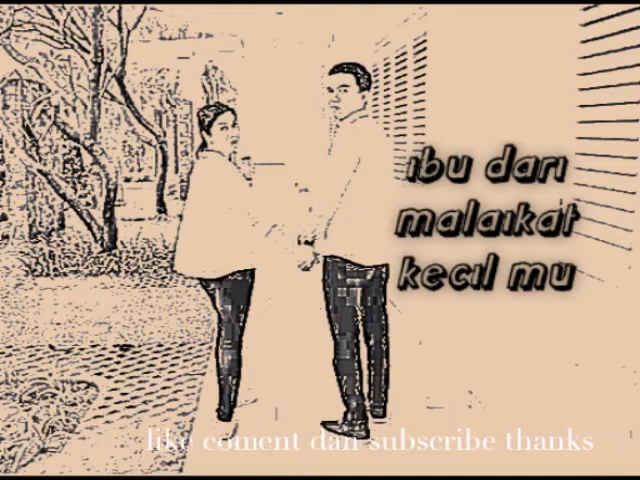 ibu dari
malaikat
kecil mu
like coment dan subscribe thanks